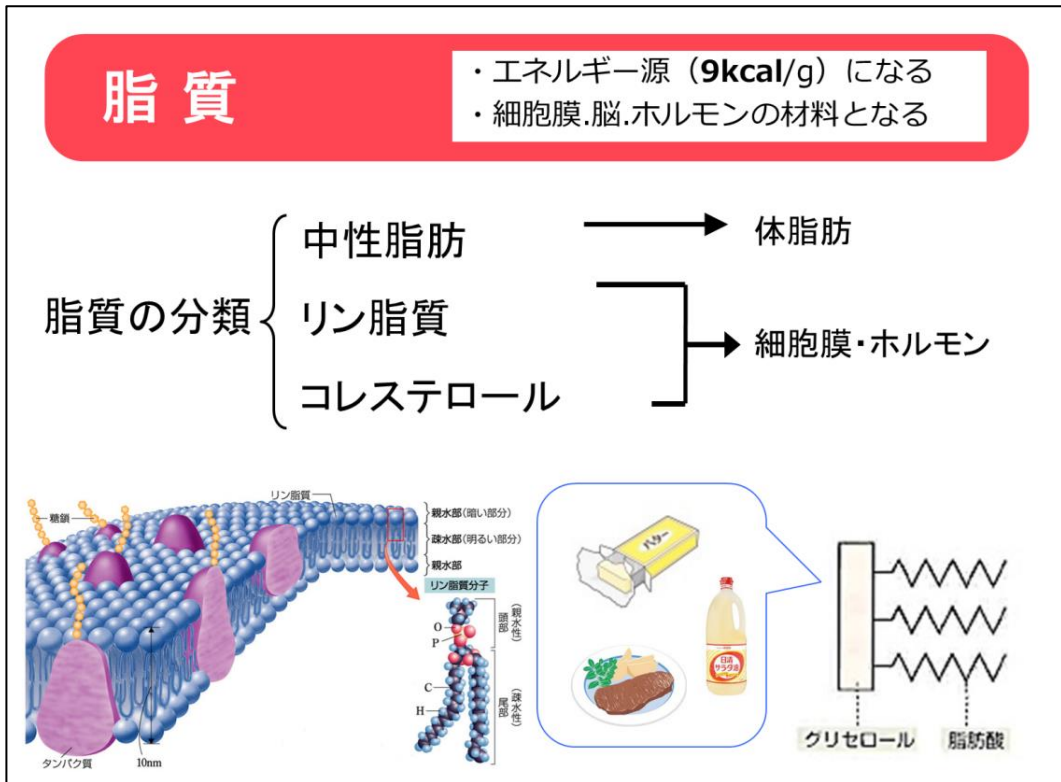 脂質
・エネルギー源（9kcal/g）になる
・細胞膜.脳.ホルモンの材料となる
脂質の分類
中性脂肪
体脂肪
リン脂質
コレステロール
細胞膜・ホルモン
糖鎖
リン脂質
親水部(暗い部分)
疎水部(明るい部分)
親水部
リン脂質分子
O
P
C
H
頭部
(親水性)
尾部
(疎水性)
タンパク質
10nm
バター
日清
サラダ油
グリセロール
脂肪酸